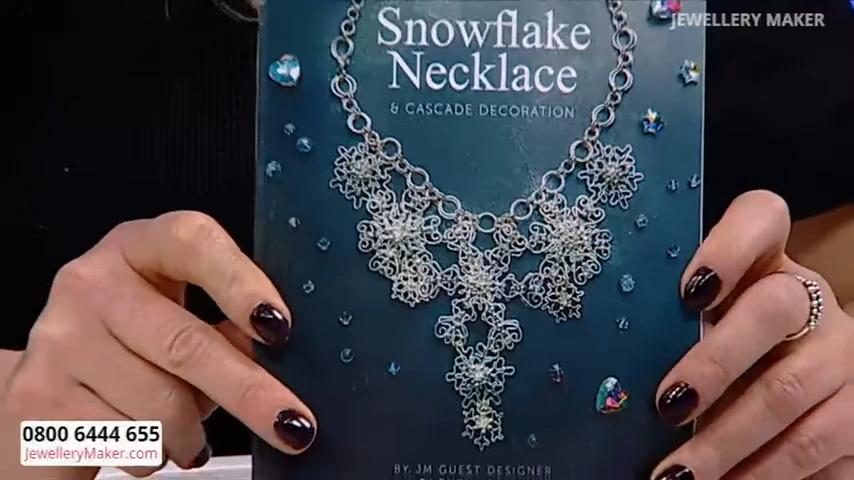 JEWELLERY MAKER
Snowflake
Necklace
& CASCADE DECORATION
BY JM GUEST DESIGNER
0800 6444 655
JewelleryMaker.com